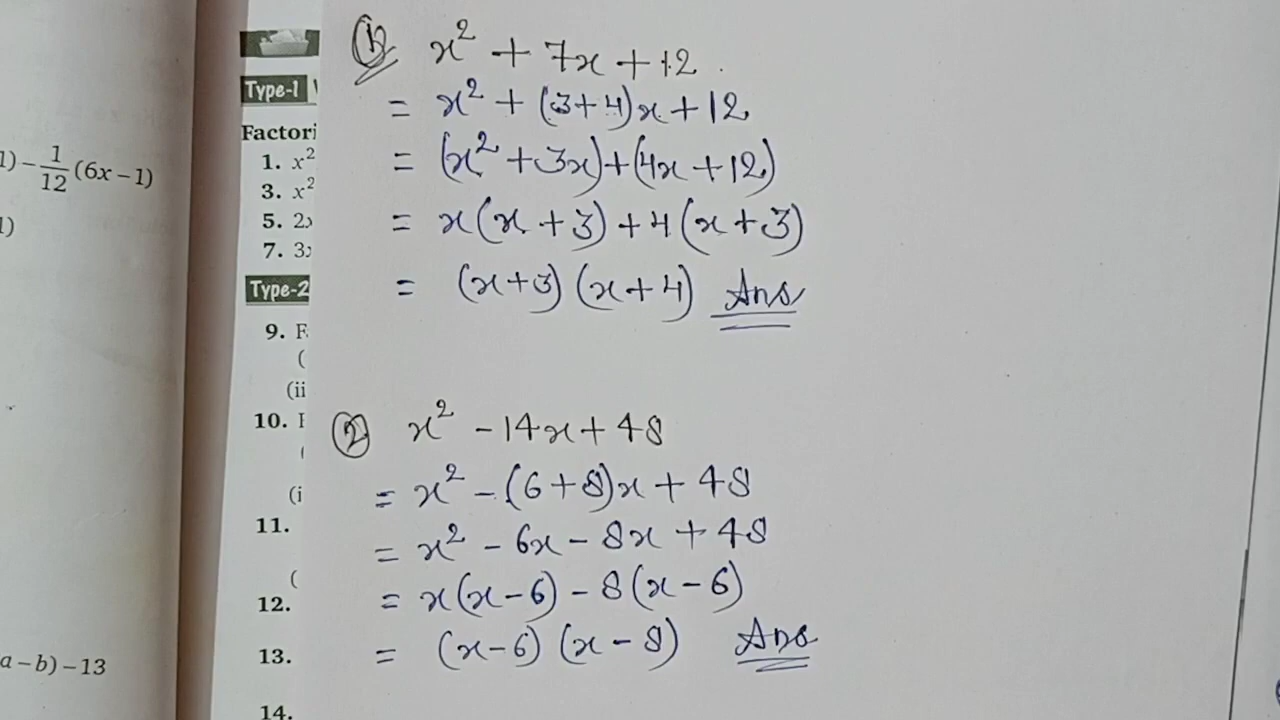 1) − 1/12 (6x − 1)
1)
a − b) − 13
Type-1
Factori
1. x²
3. x²
5. 2x
7. 3x
Type-2
9. F
(
(ii
10.
(i
11.
(
12.
13.
14.
① x² + 7x + 12
= x² + (3+4)x + 12
= (x² + 3x) + (4x + 12)
= x(x + 3) + 4(x + 3)
= (x+3) (x+4) Ans
② x² − 14x + 48
= x² − (6+8)x + 48
= x² − 6x − 8x + 48
= x(x−6) − 8(x−6)
= (x−6) (x−8) Ans